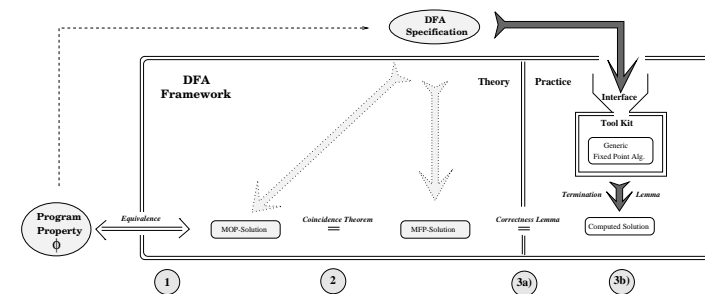 DFA
Specification
DFA
Framework
Theory
Practice
Interface
Tool Kit
Generic
Fixed Point Alg.
Termination
Lemma
Program
Property
ϕ
Equivalence
MOP-Solution
Coincidence Theorem
=
MFP-Solution
Correctness Lemma
=
Computed Solution
1
2
3a)
3b)